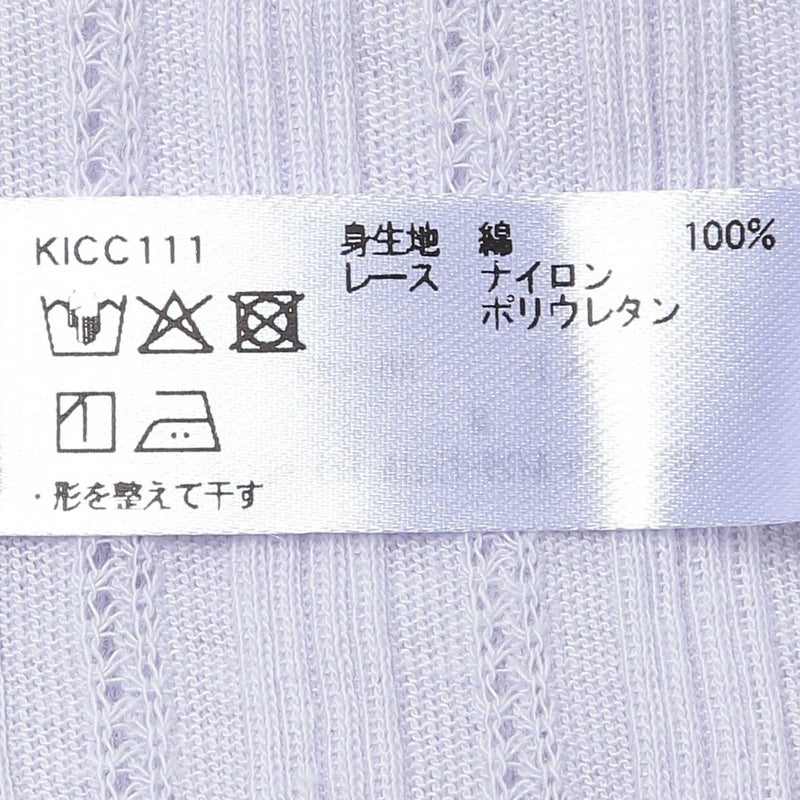 KICC111
身生地 綿 100%
レース ナイロン
ポリウレタン
・形を整えて干す